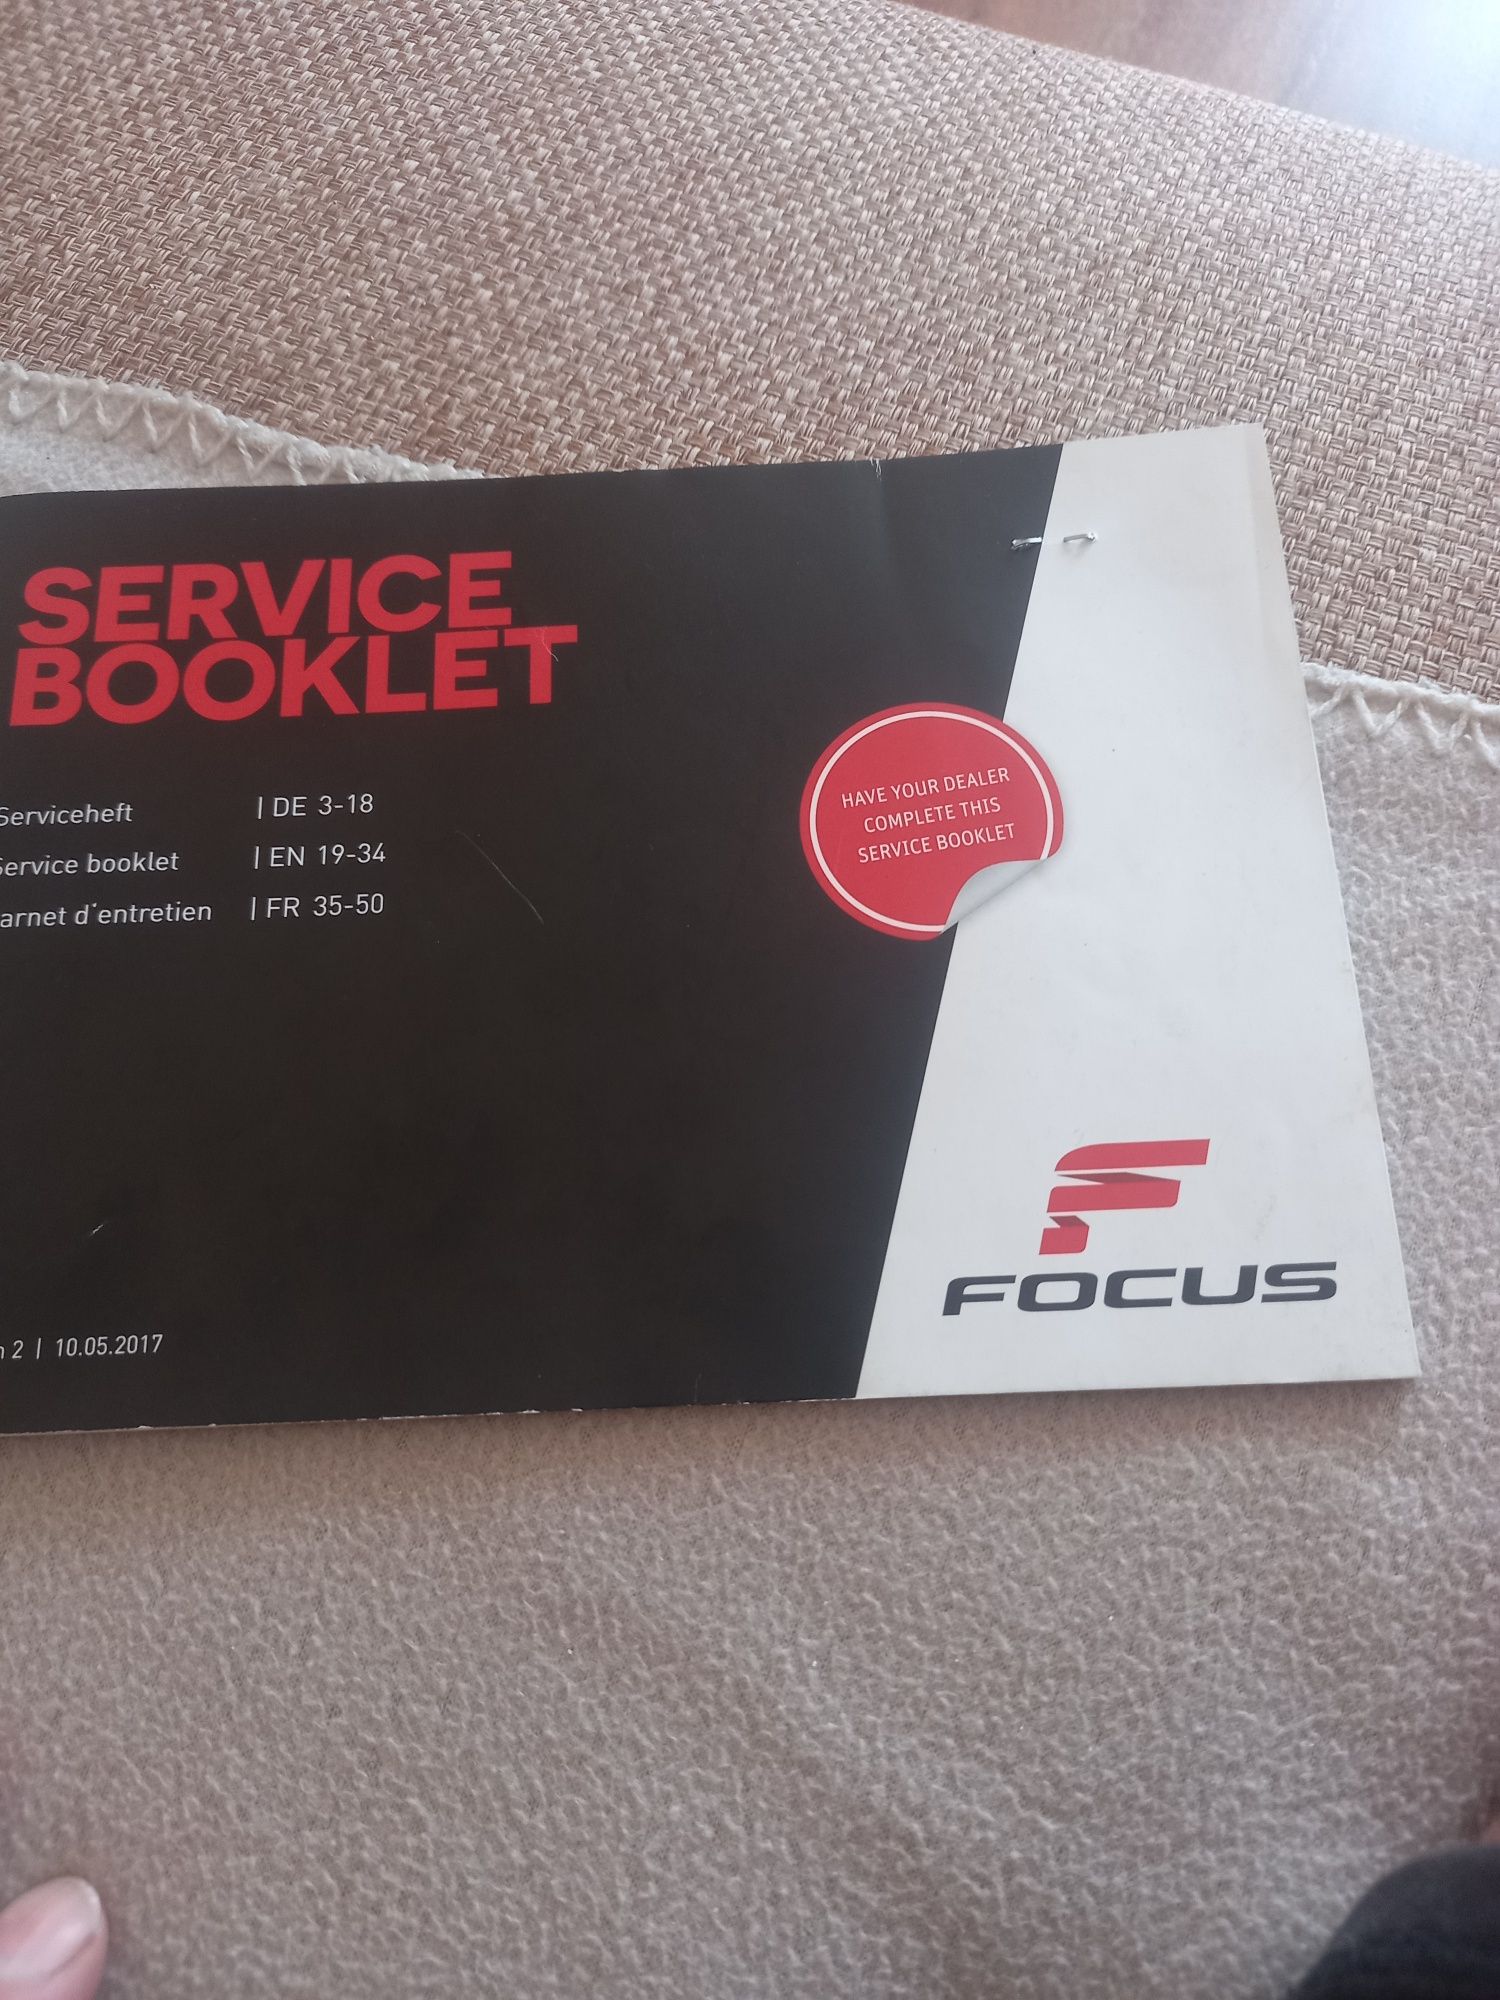 SERVICE
BOOKLET
Serviceheft | DE 3-18
Service booklet | EN 19-34
arnet d'entretien | FR 35-50
HAVE YOUR DEALER
COMPLETE THIS
SERVICE BOOKLET
FOCUS
2 | 10.05.2017